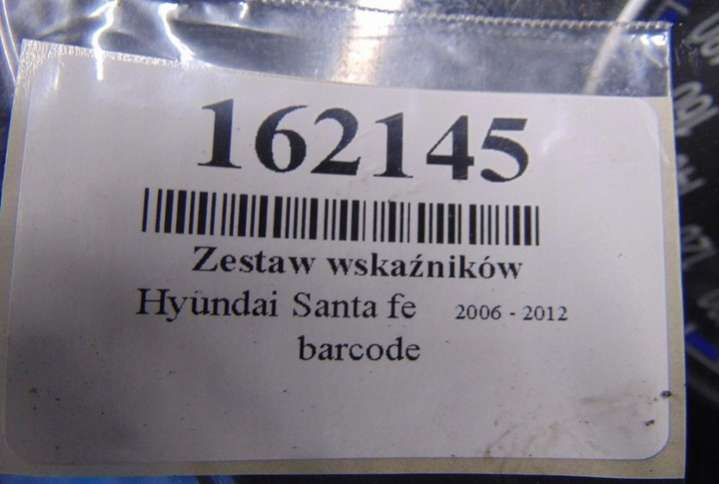 162145
Zestaw wskaźników
Hyundai Santa fe 2006 - 2012
barcode